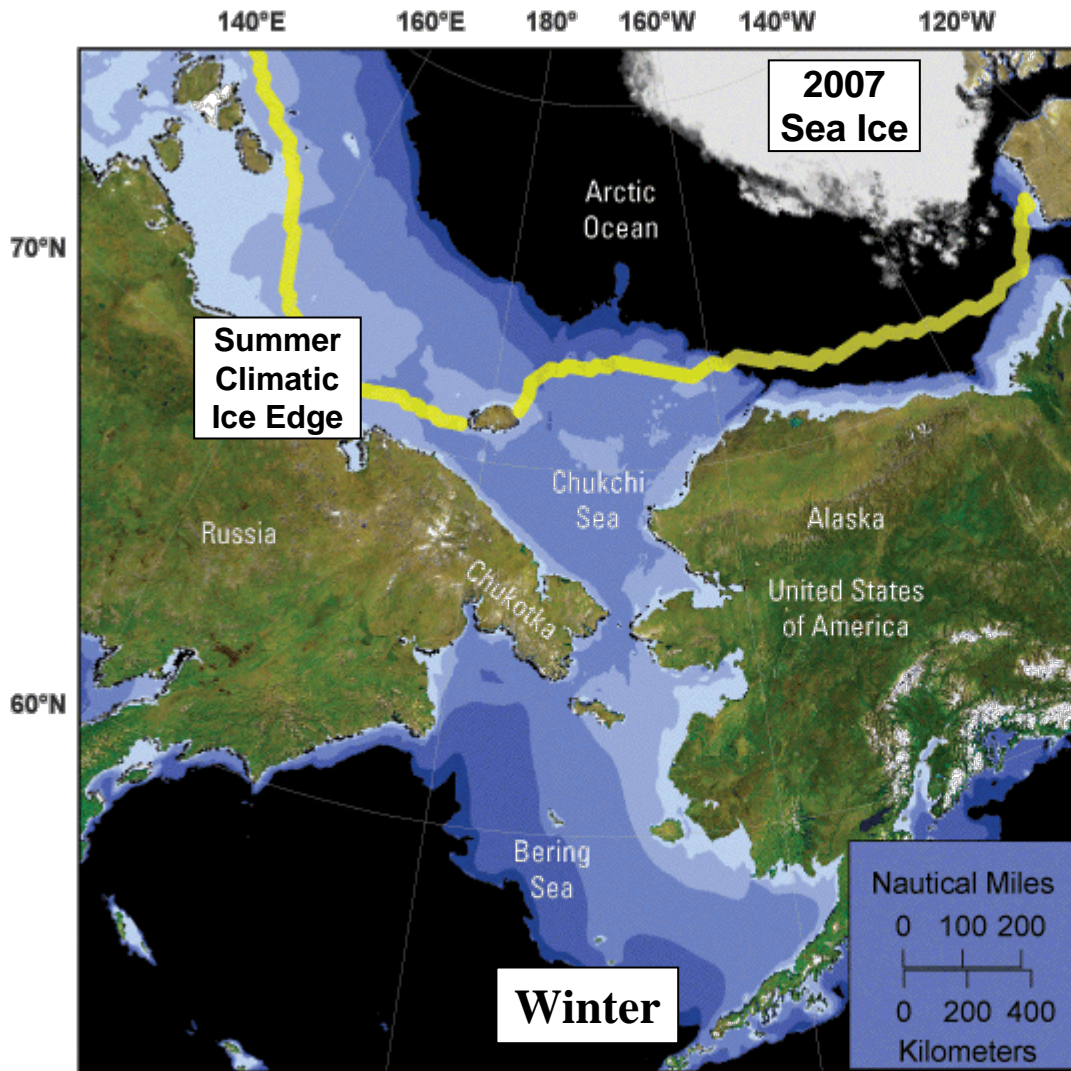 140°E 160°E 180° 160°W 140°W 120°W
2007
Sea Ice
Arctic
Ocean
70°N
Summer
Climatic
Ice Edge
Chukchi
Sea
Russia
Alaska
Chukotka
United States
of America
60°N
Bering
Sea
Nautical Miles
0 100 200
0 200 400
Kilometers
Winter